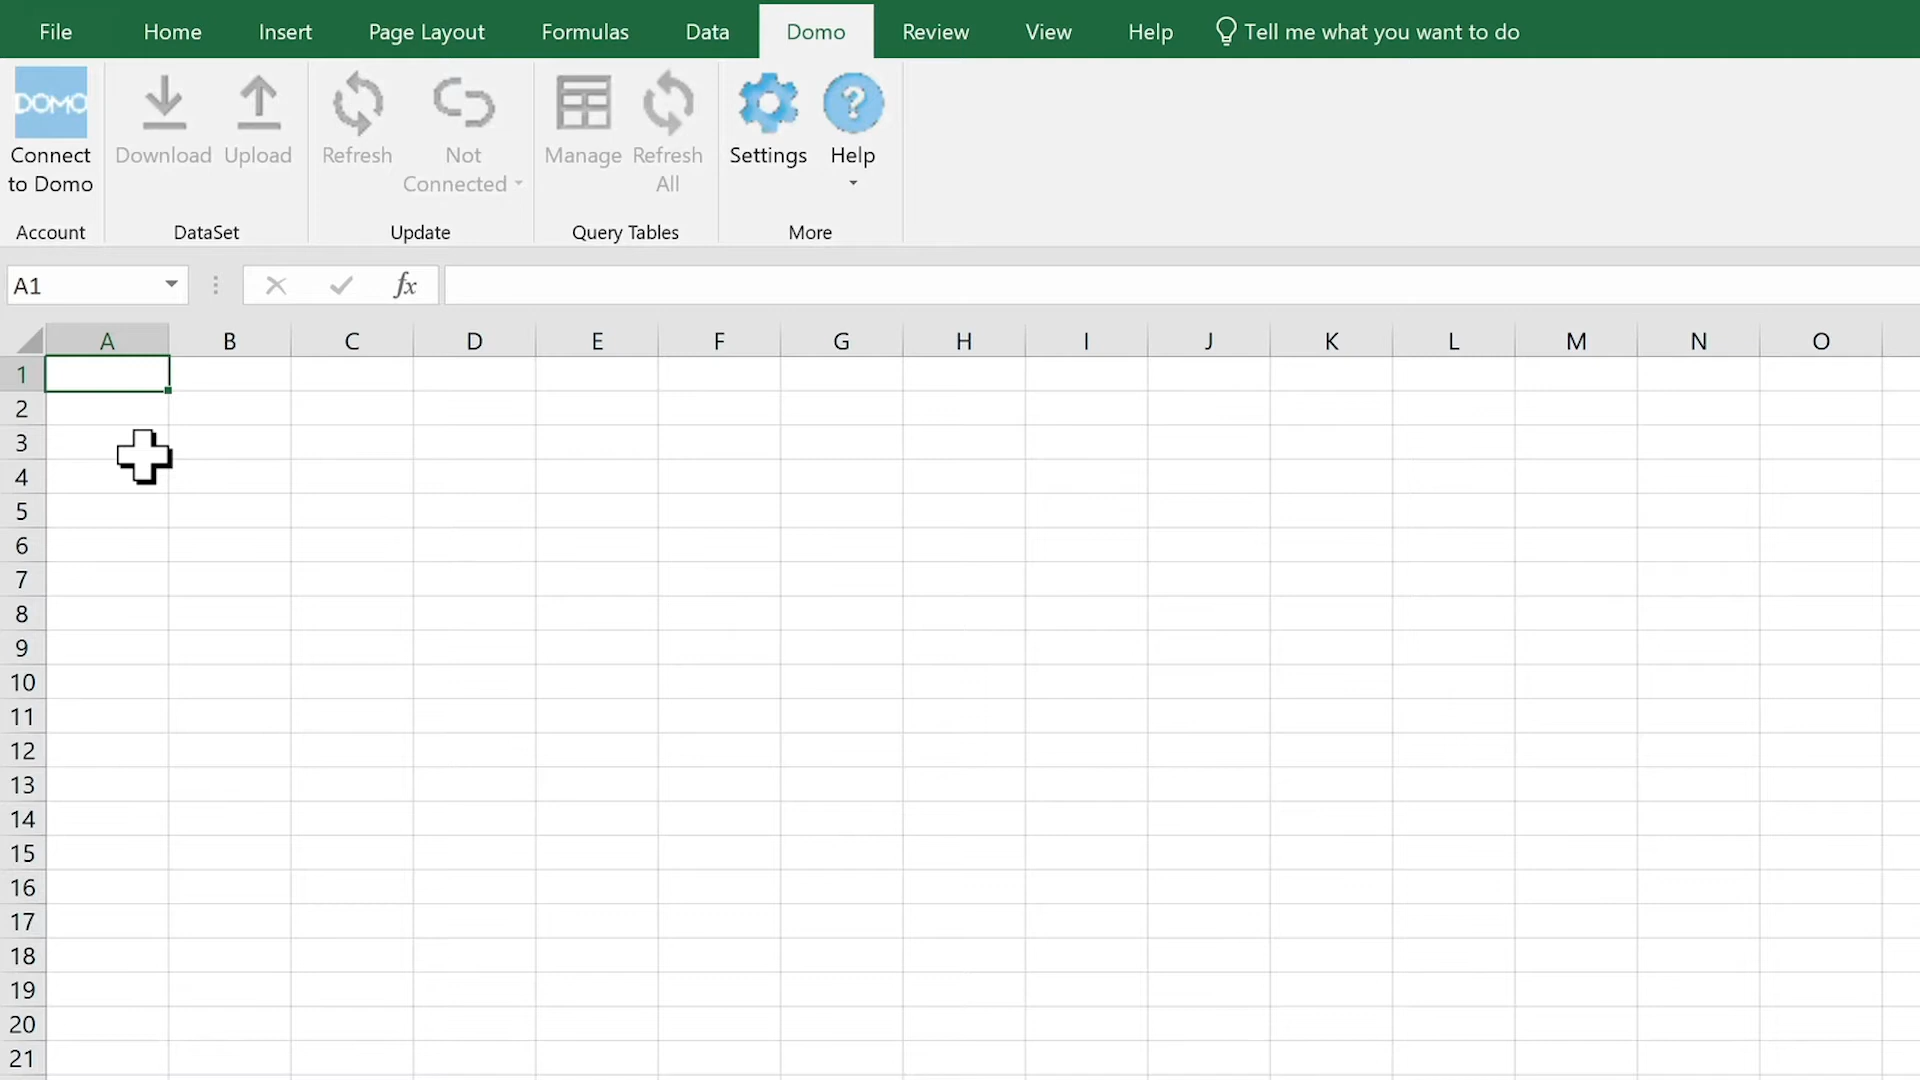 File Home Insert Page Layout Formulas Data Domo Review View Help Tell me what you want to do
DOMO
Connect to Domo
Download
Upload
Refresh
Not Connected
Manage
Refresh All
Settings
?
Help
Account DataSet Update Query Tables More
A1 fx
A B C D E F G H I J K L M N O
1
2
3
4
5
6
7
8
9
10
11
12
13
14
15
16
17
18
19
20
21